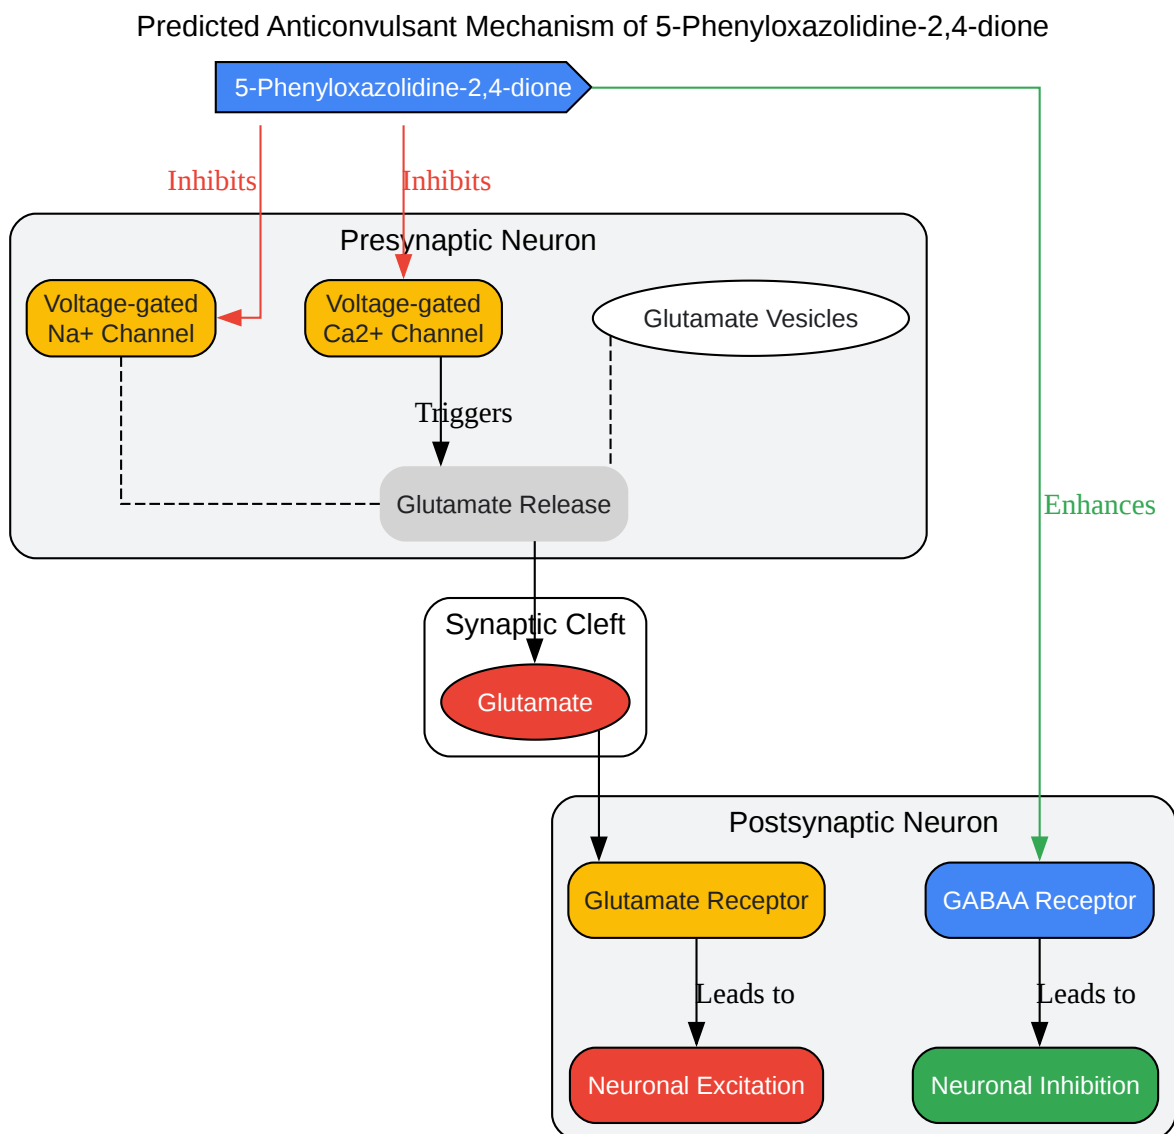 Predicted Anticonvulsant Mechanism of 5-Phenyloxazolidine-2,4-dione
5-Phenyloxazolidine-2,4-dione
Inhibits
Inhibits
Presynaptic Neuron
Voltage-gated
Na+ Channel
Voltage-gated
Ca2+ Channel
Glutamate Vesicles
Triggers
Glutamate Release
Enhances
Synaptic Cleft
Glutamate
Postsynaptic Neuron
Glutamate Receptor
GABAA Receptor
Leads to
Leads to
Neuronal Excitation
Neuronal Inhibition